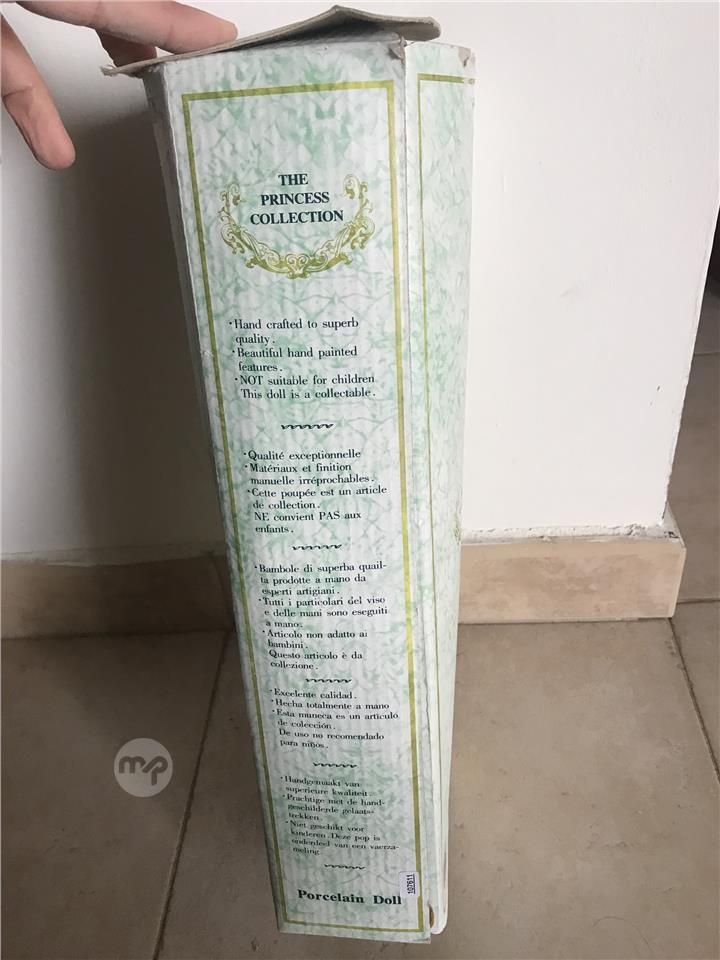 THE
PRINCESS
COLLECTION
·Hand crafted to superb
quality.
·Beautiful hand painted
features.
·NOT suitable for children
This doll is a collectable.
·Qualité exceptionnelle
·Matériaux et finition
manuelle irréprochables.
·Cette poupée est un article
de collection.
NE convient PAS aux
enfants.
·Bambole di superba quail-
ta prodotte a mano da
esperti artigiani.
·Tutti i particolari del viso
e delle mani sono eseguiti
a mano.
·Articolo non adatto ai
bambini.
Questo articolo è da
collezione.
·Excelente calidad.
·Hecha totalmente a mano
·Esta muneca es un articulo
de colección.
De uso no recomendado
para niños.
·Handgemaakt van
superieure kwaliteit.
·Prachtige met de hand-
geschilderde gelaats-
trekken.
·Niet geschikt voor
kinderen. Deze pop is
onderdeel van een vaerza-
meling
Porcelain Doll
107611
mp